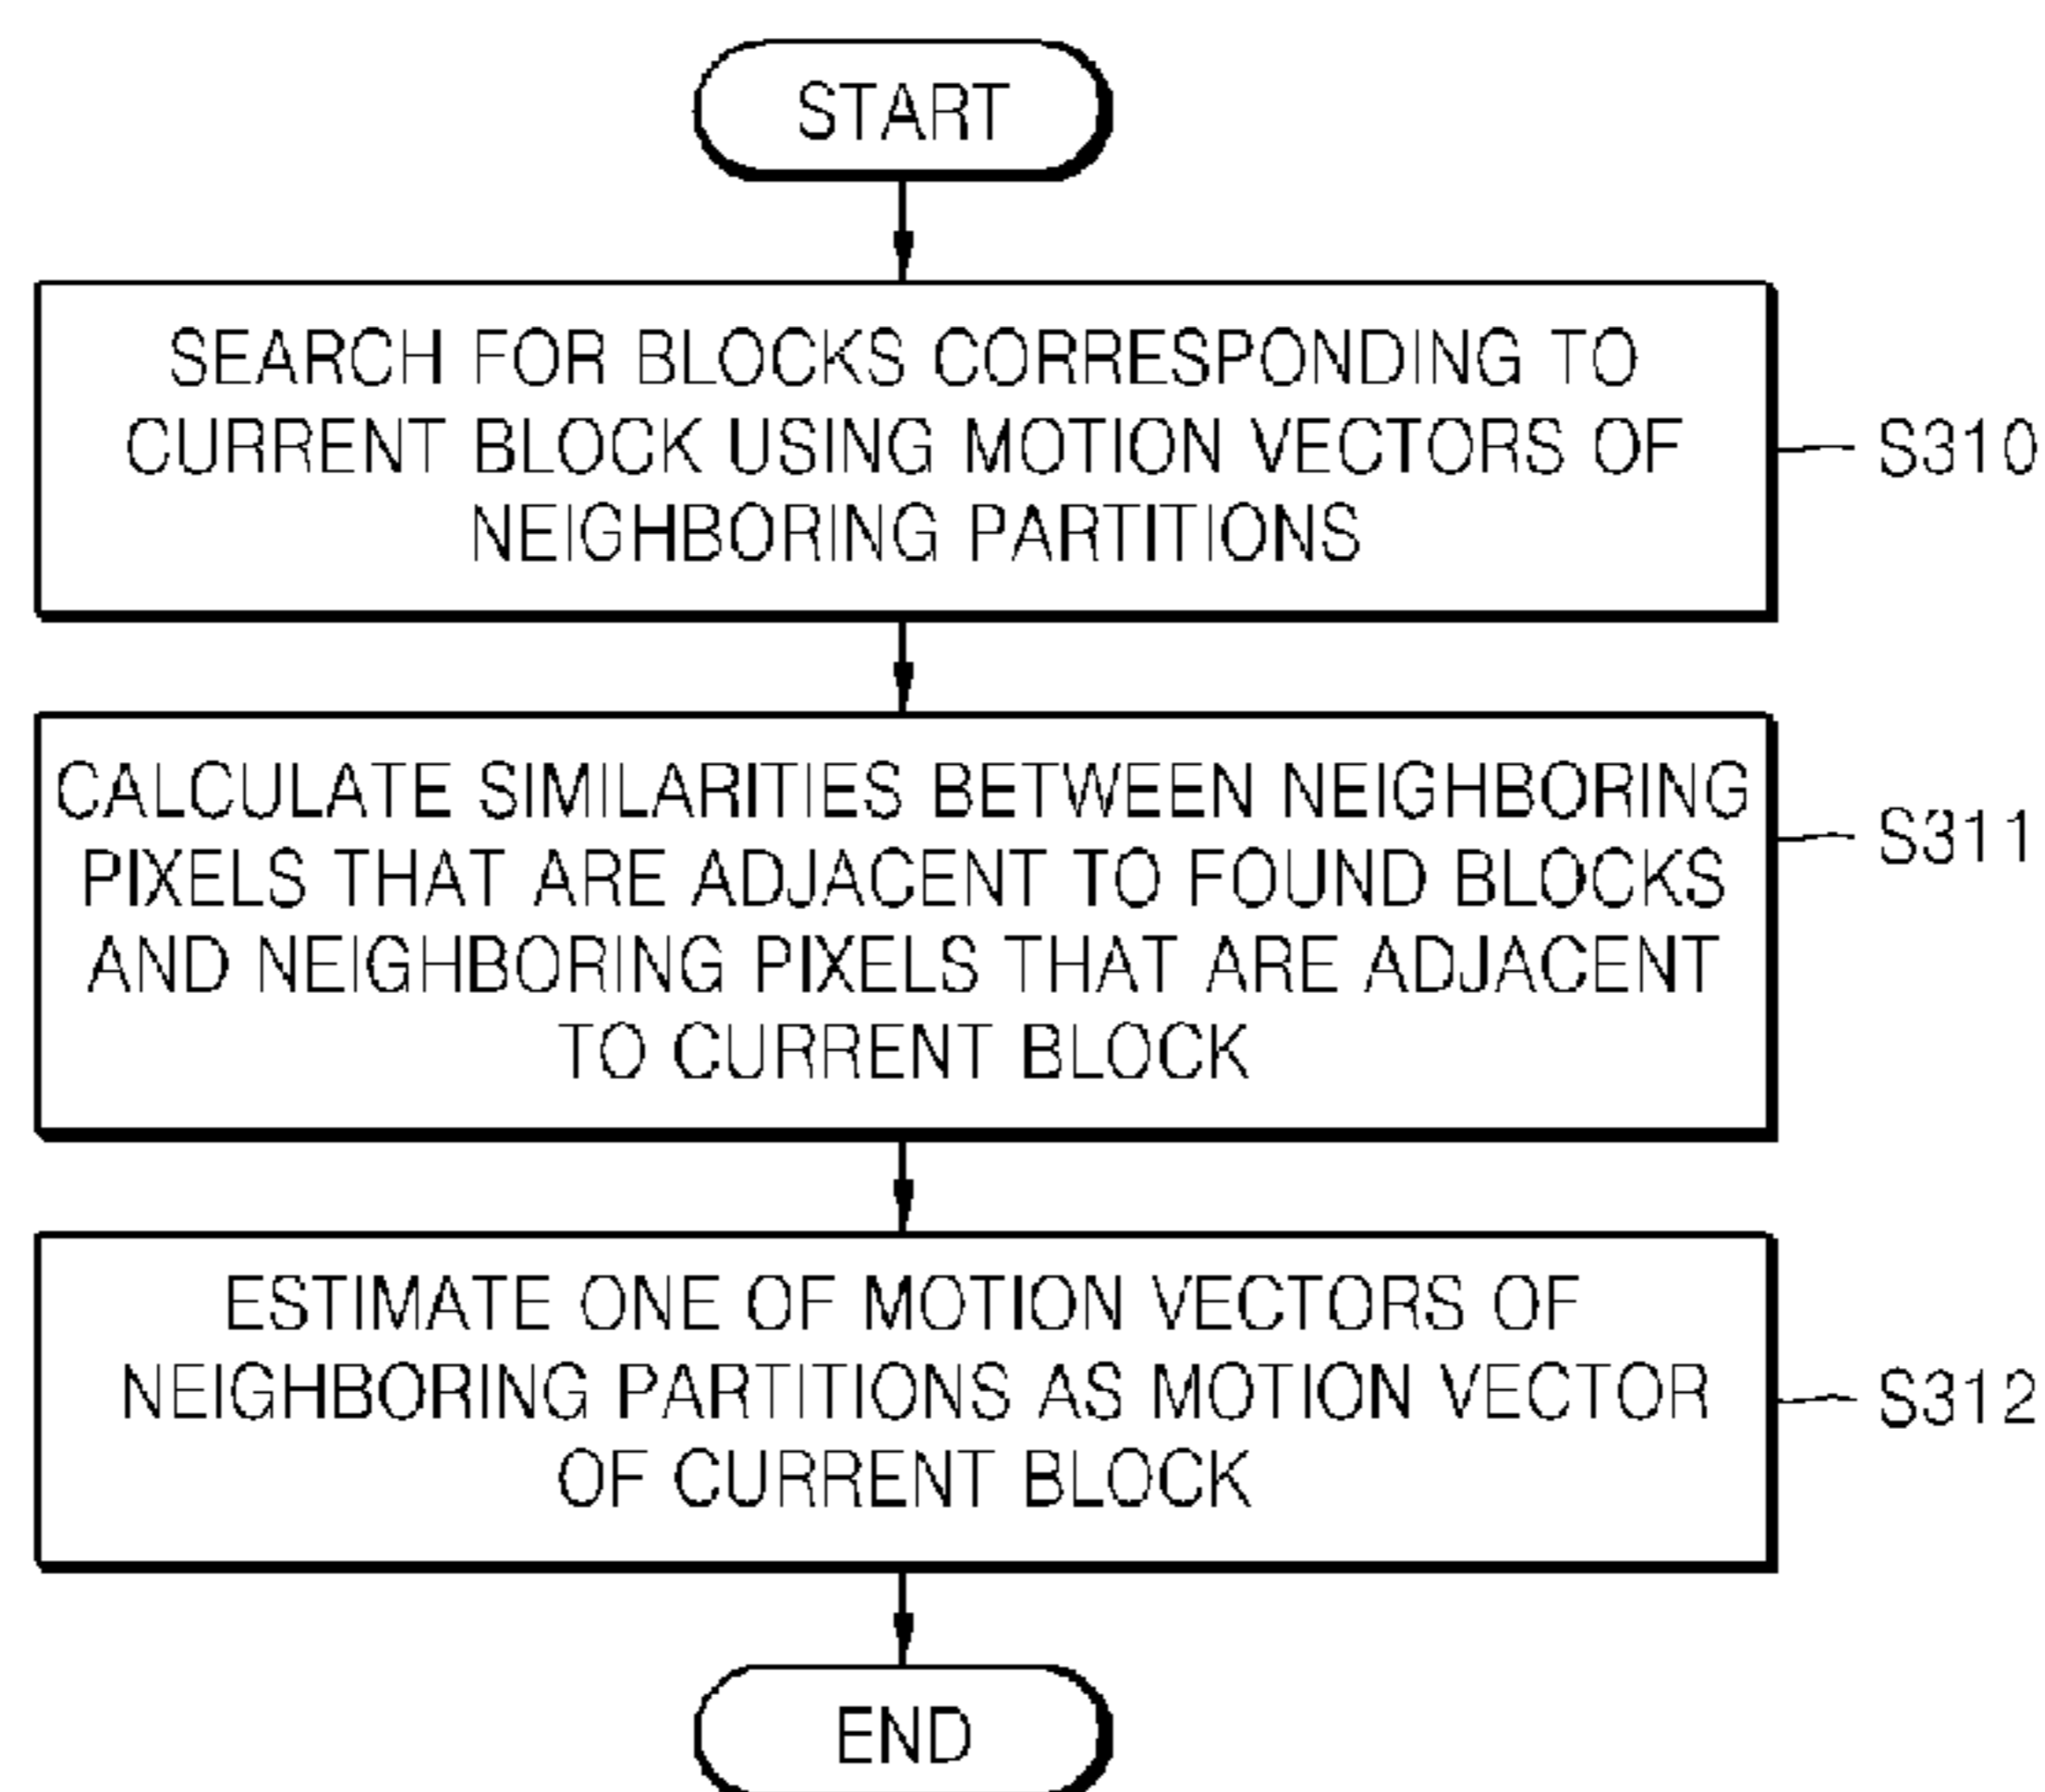 START
SEARCH FOR BLOCKS CORRESPONDING TO
CURRENT BLOCK USING MOTION VECTORS OF
NEIGHBORING PARTITIONS
S310
CALCULATE SIMILARITIES BETWEEN NEIGHBORING
PIXELS THAT ARE ADJACENT TO FOUND BLOCKS
AND NEIGHBORING PIXELS THAT ARE ADJACENT
TO CURRENT BLOCK
S311
ESTIMATE ONE OF MOTION VECTORS OF
NEIGHBORING PARTITIONS AS MOTION VECTOR
OF CURRENT BLOCK
S312
END